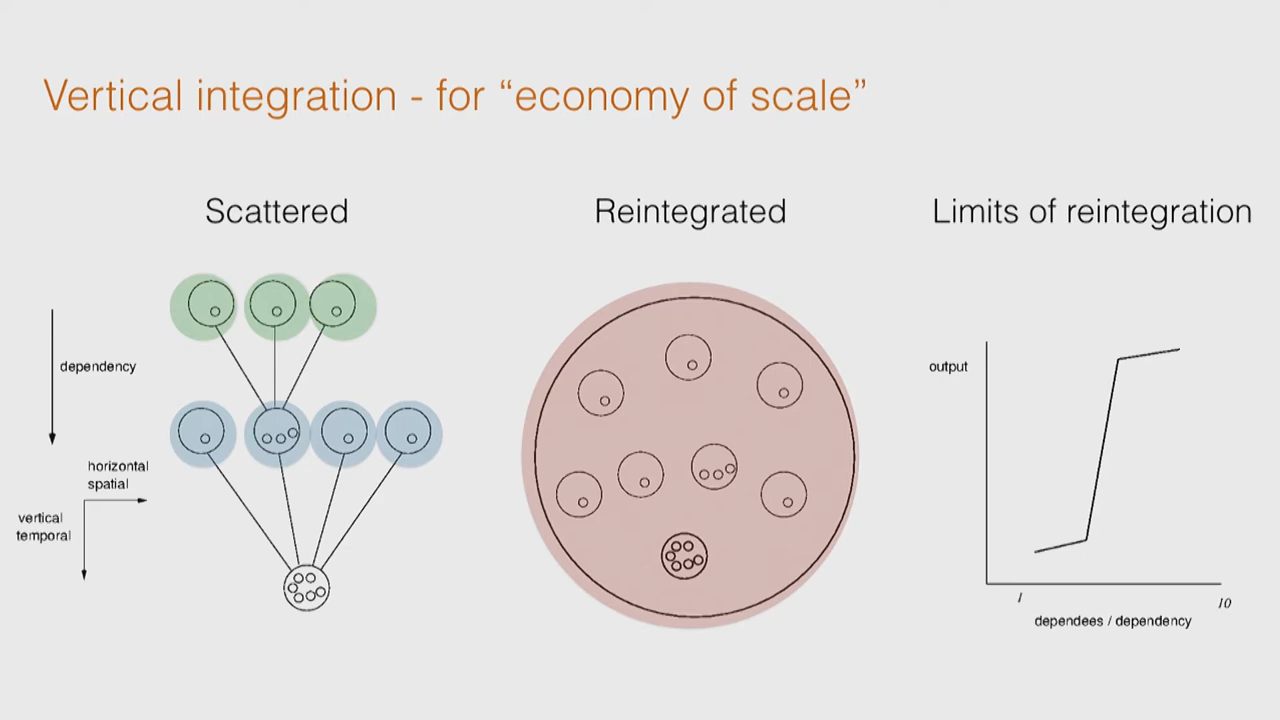 Vertical integration - for “economy of scale”
Scattered
Reintegrated
Limits of reintegration
dependency
horizontal
spatial
vertical
temporal
output
1
10
dependees / dependency